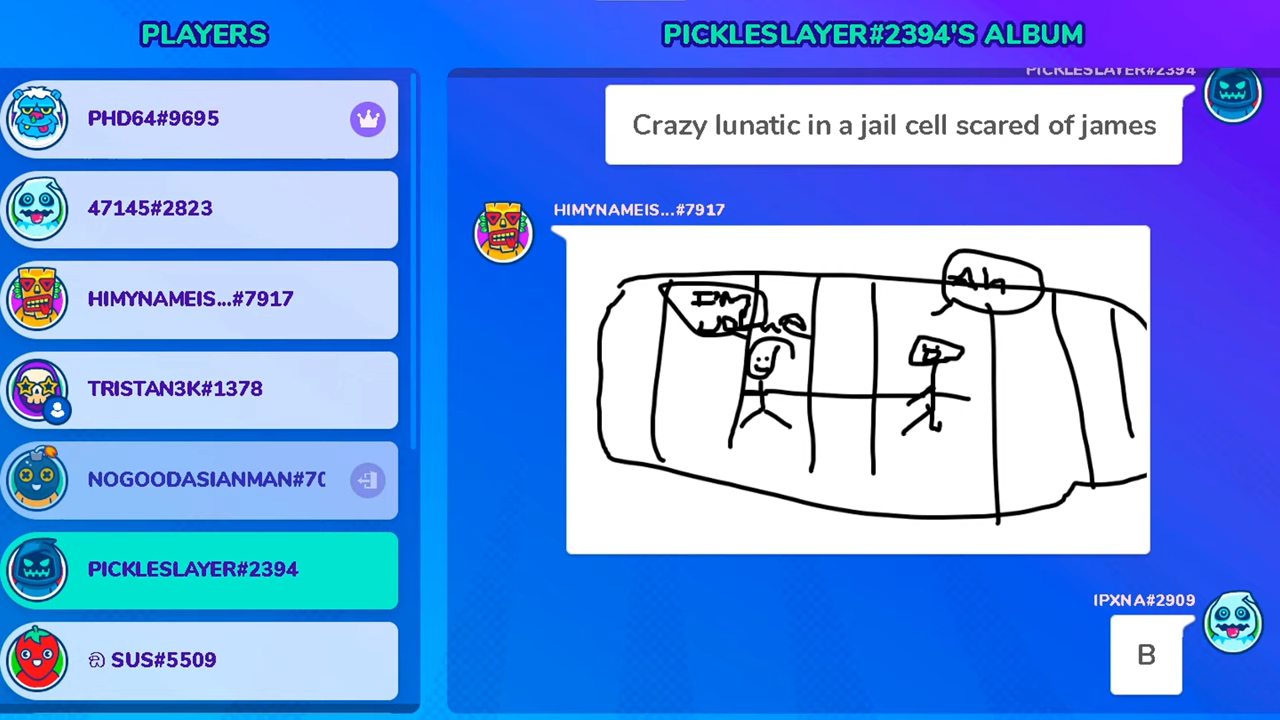 PLAYERS
PHD64#9695
47145#2823
HIMYNAMEIS...#7917
TRISTAN3K#1378
NOGOODASIANMAN#70
PICKLESLAYER#2394
SUS#5509
PICKLESLAYER#2394'S ALBUM
PICKLESLAYER#2394
Crazy lunatic in a jail cell scared of james
HIMYNAMEIS...#7917
I'M
Ah
IPXNA#2909
B